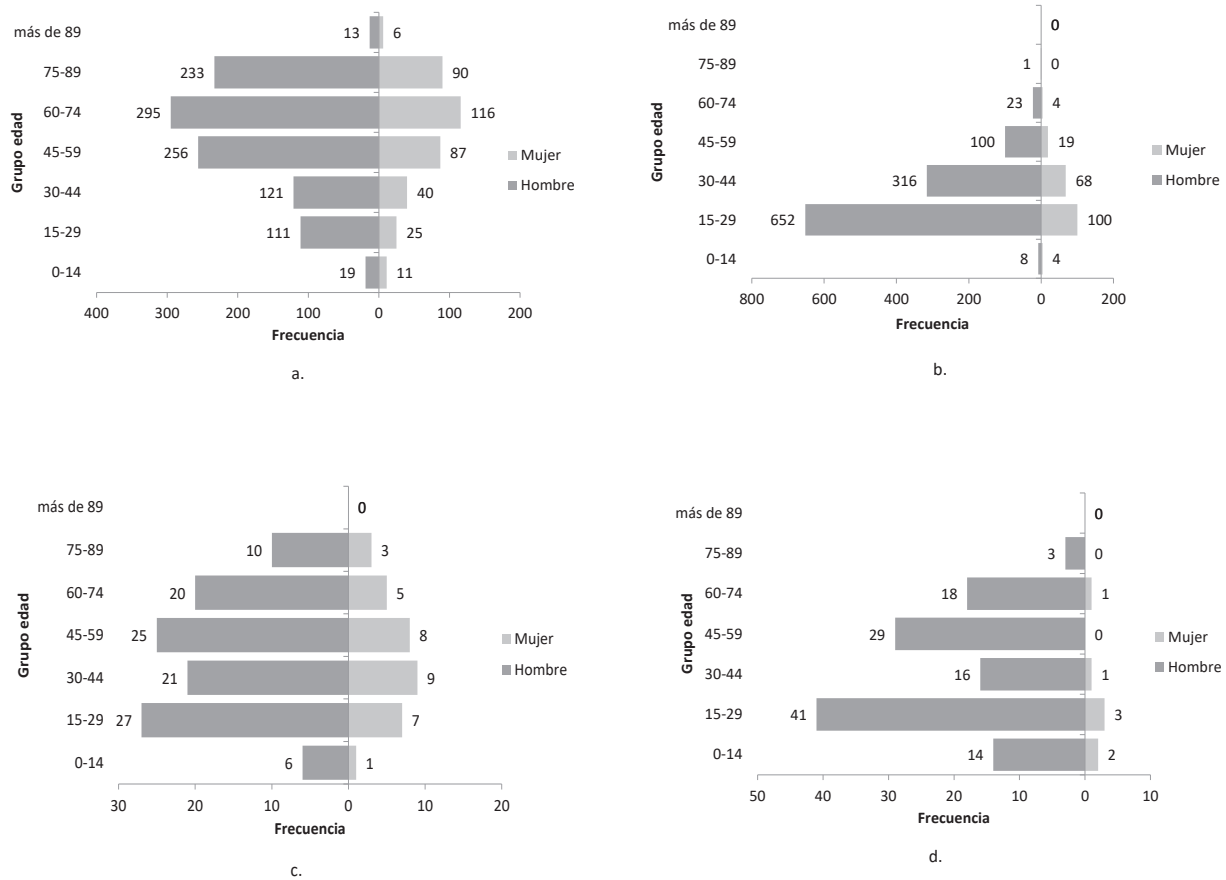 más de 89 13 6
75-89 233 90
60-74 295 116
45-59 256 87
30-44 121 40
15-29 111 25
0-14 19 11
400 300 200 100 0 100 200
Grupo edad
Frecuencia
Mujer
Hombre
a.
más de 89 0
75-89 1 0
60-74 23 4
45-59 100 19
30-44 316 68
15-29 652 100
0-14 8 4
800 600 400 200 0 200
Grupo edad
Frecuencia
Mujer
Hombre
b.
más de 89 0
75-89 10 3
60-74 20 5
45-59 25 8
30-44 21 9
15-29 27 7
0-14 6 1
30 20 10 0 10 20
Grupo edad
Frecuencia
Mujer
Hombre
c.
más de 89 0
75-89 3 0
60-74 18 1
45-59 29 0
30-44 16 1
15-29 41 3
0-14 14 2
50 40 30 20 10 0 10
Grupo edad
Frecuencia
Mujer
Hombre
d.